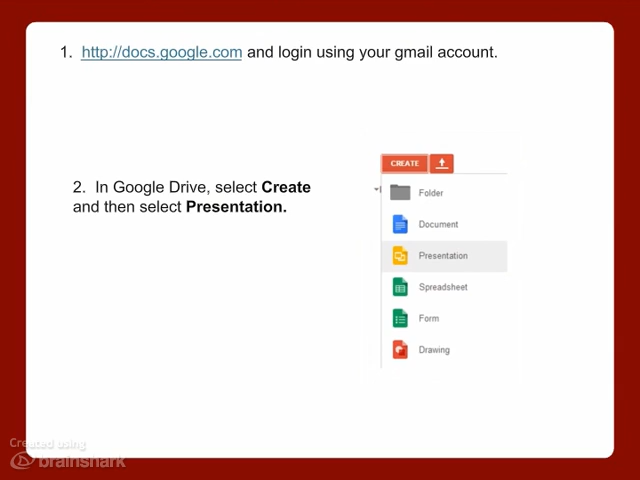 1. http://docs.google.com and login using your gmail account.
2. In Google Drive, select Create
and then select Presentation.
CREATE
Folder
Document
Presentation
Spreadsheet
Form
Drawing
Created using
brainshark